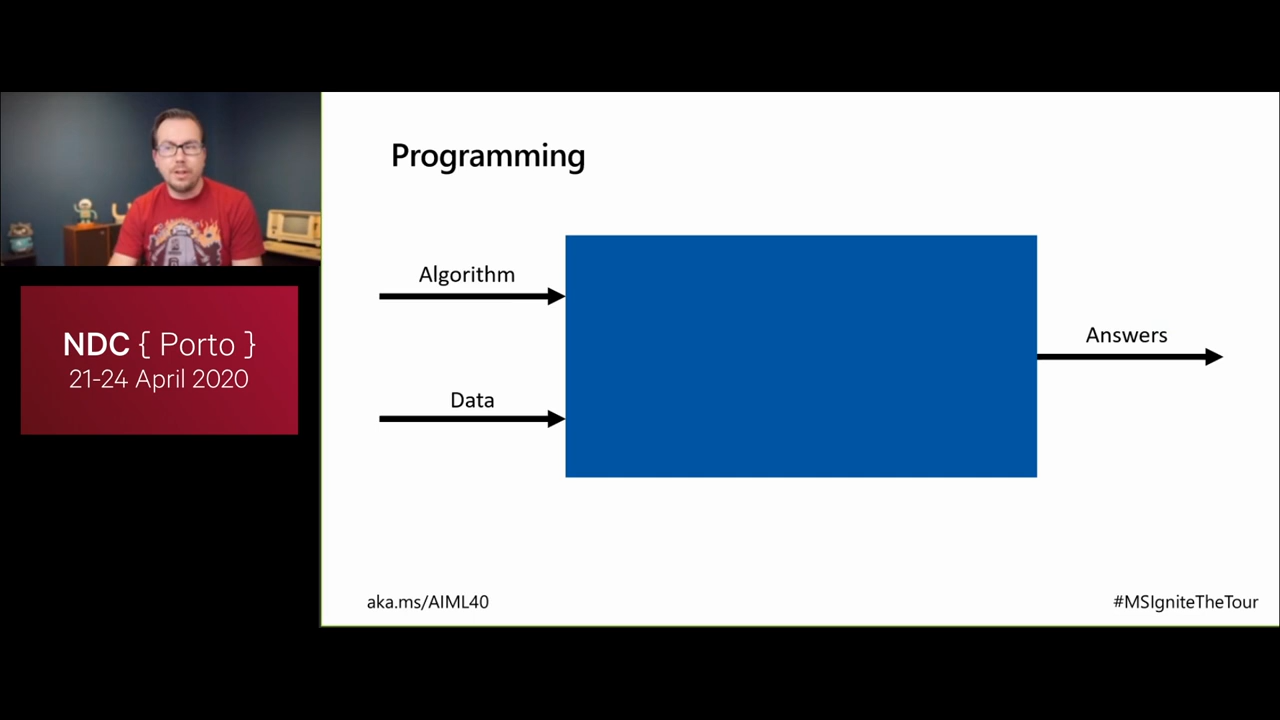 Programming
Algorithm
Data
Answers
NDC { Porto }
21-24 April 2020
aka.ms/AIML40
#MSIgniteTheTour